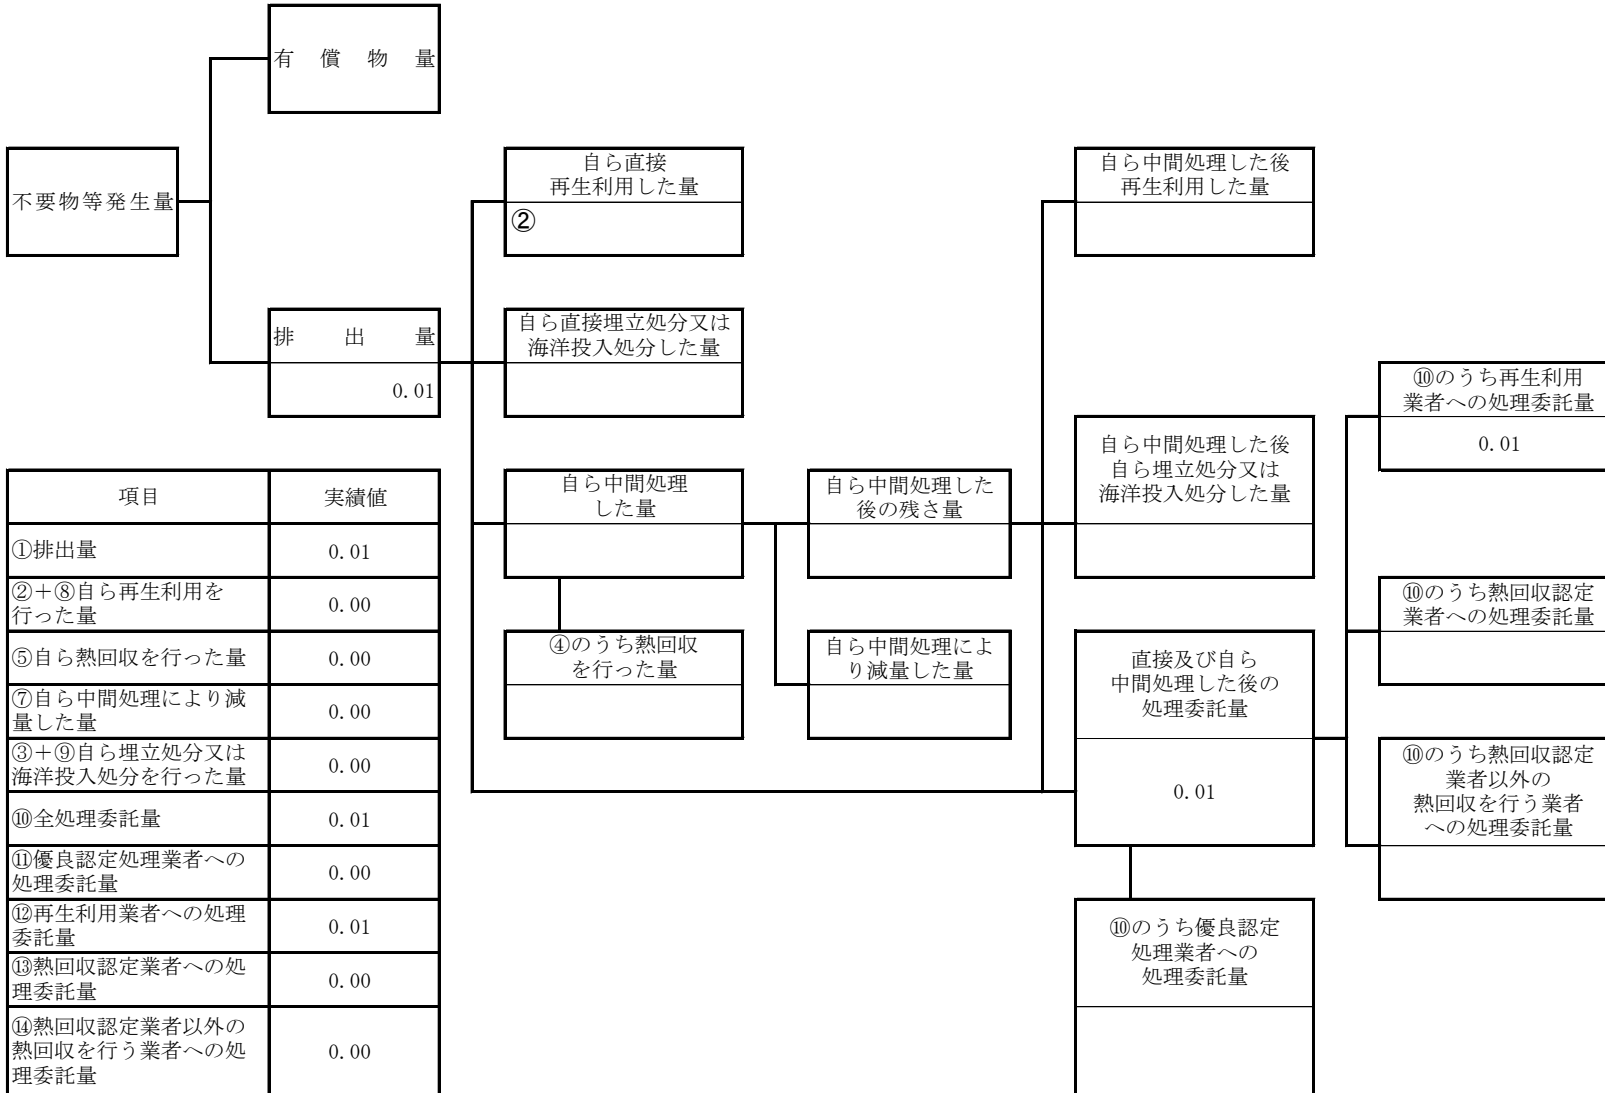 有償物量
不要物等発生量
排出量
0.01
自ら直接
再生利用した量
②
自ら直接埋立処分又は
海洋投入処分した量
自ら中間処理
した量
④のうち熱回収
を行った量
自ら中間処理した
後の残さ量
自ら中間処理によ
り減量した量
自ら中間処理した後
再生利用した量
自ら中間処理した後
自ら埋立処分又は
海洋投入処分した量
直接及び自ら
中間処理した後の
処理委託量
0.01
⑩のうち優良認定
処理業者への
処理委託量
⑩のうち再生利用
業者への処理委託量
0.01
⑩のうち熱回収認定
業者への処理委託量
⑩のうち熱回収認定
業者以外の
熱回収を行う業者
への処理委託量
項目 実績値
①排出量 0.01
②＋⑧自ら再生利用を
行った量 0.00
⑤自ら熱回収を行った量 0.00
⑦自ら中間処理により減
量した量 0.00
③＋⑨自ら埋立処分又は
海洋投入処分を行った量 0.00
⑩全処理委託量 0.01
⑪優良認定処理業者への
処理委託量 0.00
⑫再生利用業者への処理
委託量 0.01
⑬熱回収認定業者への処
理委託量 0.00
⑭熱回収認定業者以外の
熱回収を行う業者への処
理委託量 0.00